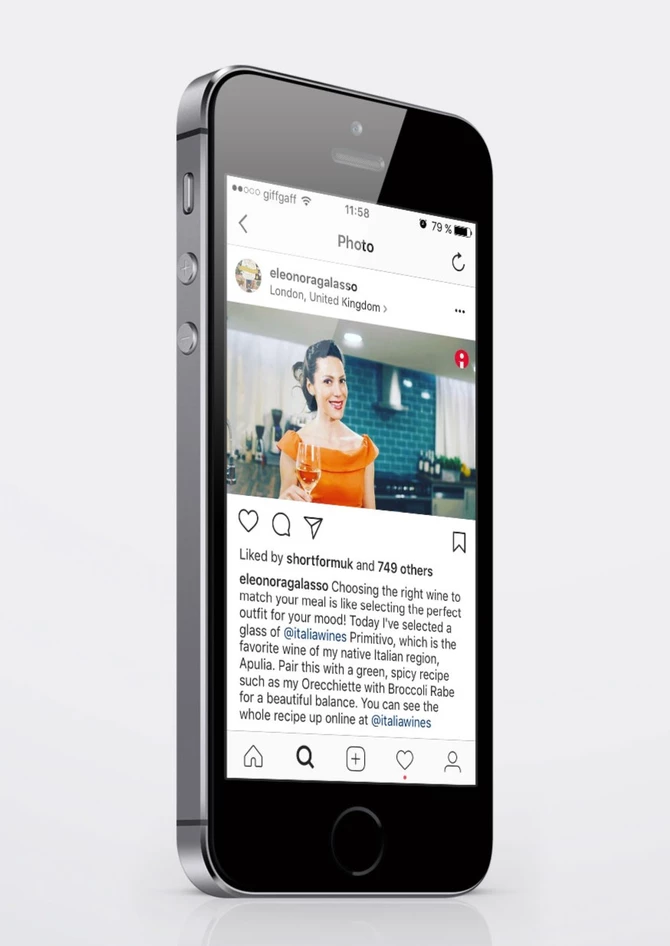 giffgaff 11:58 79 %
Photo
eleonoragalasso
London, United Kingdom >
Liked by shortformuk and 749 others
eleonoragalasso Choosing the right wine to
match your meal is like selecting the perfect
outfit for your mood! Today I've selected a
glass of @italiawines Primitivo, which is the
favorite wine of my native Italian region,
Apulia. Pair this with a green, spicy recipe
such as my Orecchiette with Broccoli Rabe
for a beautiful balance. You can see the
whole recipe up online at @italiawines